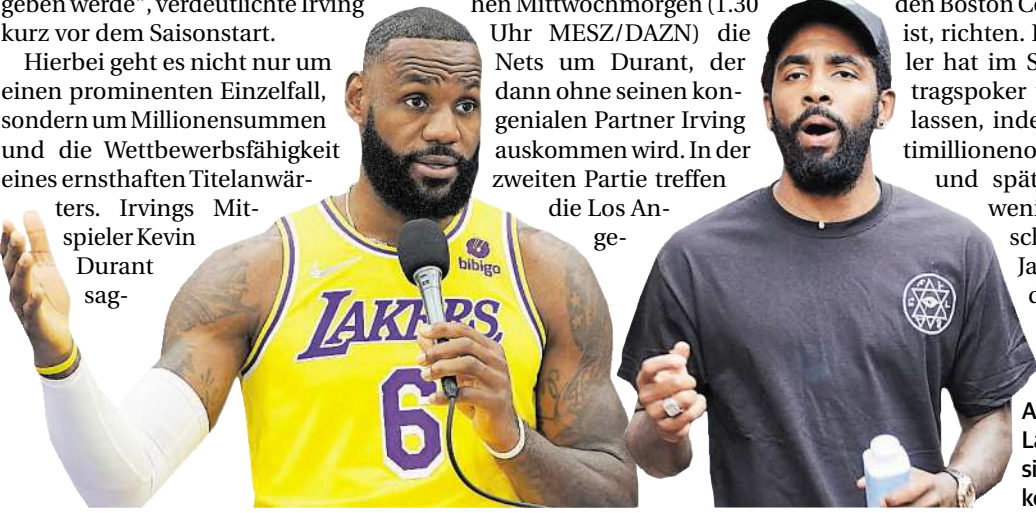 geben werde“, verdeutlichte Irving
kurz vor dem Saisonstart.
Hierbei geht es nicht nur um
einen prominenten Einzelfall,
sondern um Millionensummen
und die Wettbewerbsfähigkeit
eines ernsthaften Titelanwär-
ters. Irvings Mit-
spieler Kevin
Durant
sag-
hen Mittwochmorgen (1.30
Uhr MESZ/DAZN) die
Nets um Durant, der
dann ohne seinen kon-
genialen Partner Irving
auskommen wird. In der
zweiten Partie treffen
die Los An-
ge-
den Boston
ist, richten.
ler hat im
tragspoker
lassen, inde
timillioneno
und spät
wen
sch
Ja
bibigo
LAKERS
6